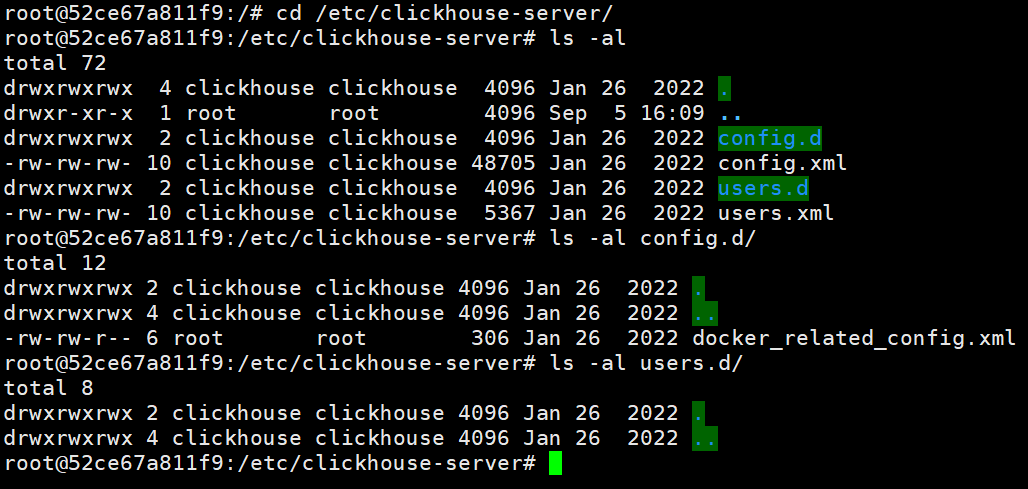 root@52ce67a811f9:/# cd /etc/clickhouse-server/
root@52ce67a811f9:/etc/clickhouse-server# ls -al
total 72
drwxrwxrwx  4 clickhouse clickhouse  4096 Jan 26  2022 .
drwxr-xr-x  1 root       root        4096 Sep  5 16:09 ..
drwxrwxrwx  2 clickhouse clickhouse  4096 Jan 26  2022 config.d
-rw-rw-rw- 10 clickhouse clickhouse 48705 Jan 26  2022 config.xml
drwxrwxrwx  2 clickhouse clickhouse  4096 Jan 26  2022 users.d
-rw-rw-rw- 10 clickhouse clickhouse  5367 Jan 26  2022 users.xml
root@52ce67a811f9:/etc/clickhouse-server# ls -al config.d/
total 12
drwxrwxrwx 2 clickhouse clickhouse 4096 Jan 26  2022 .
drwxrwxrwx 4 clickhouse clickhouse 4096 Jan 26  2022 ..
-rw-rw-r-- 6 root       root        306 Jan 26  2022 docker_related_config.xml
root@52ce67a811f9:/etc/clickhouse-server# ls -al users.d/
total 8
drwxrwxrwx 2 clickhouse clickhouse 4096 Jan 26  2022 .
drwxrwxrwx 4 clickhouse clickhouse 4096 Jan 26  2022 ..
root@52ce67a811f9:/etc/clickhouse-server#